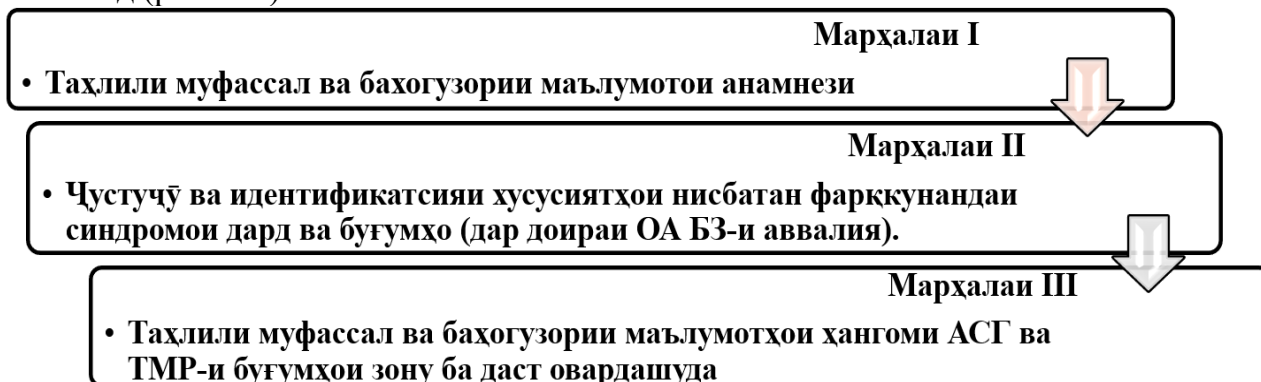 Марҳалаи I
• Таҳлили муфассал ва баҳогузории маълумотои анамнези
Марҳалаи II
• Ҷустуҷӯ ва идентификатсияи хусусиятҳои нисбатан фарққунандаи
синдромои дард ва буғумҳо (дар доираи ОА БЗ-и аввалия).
Марҳалаи III
• Таҳлили муфассал ва баҳогузории маълумотҳои ҳангоми АСГ ва
ТМР-и буғумҳои зону ба даст овардашуда